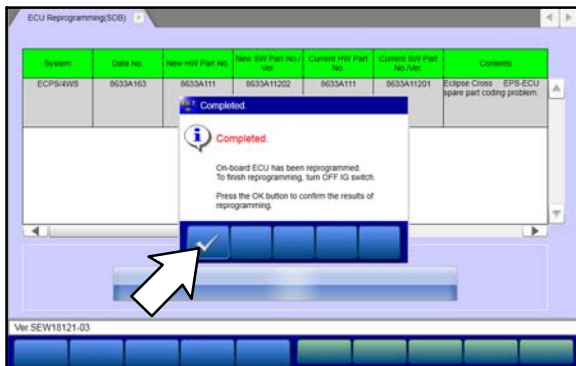 ECU Reprogramming(SDB)
System
Data No.
New HW Part No.
New SW Part No./
Ver.
Current HW Part
No.
Current SW Part
No./Ver.
Contents
ECPS/4WS
8633A163
8633A111
8633A11202
8633A111
8633A11201
Eclipse Cross EPS-ECU
spare part coding problem.
Completed.
Completed.
On-board ECU has been reprogrammed.
To finish reprogramming, turn OFF IG switch.
Press the OK button to confirm the results of
reprogramming.
Ver.SEW18121-03